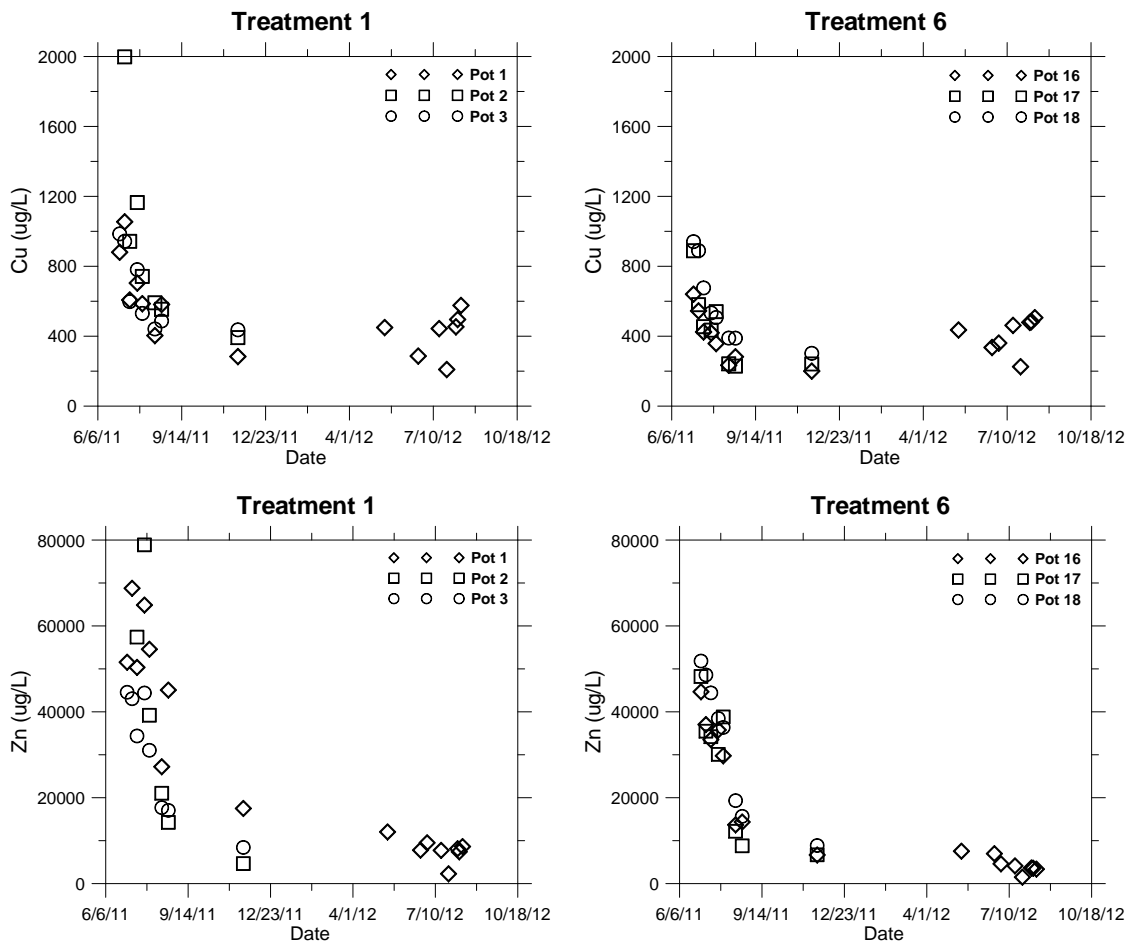 Treatment 1
Cu (ug/L)
2000
1600
1200
800
400
0
Pot 1
Pot 2
Pot 3
6/6/11 9/14/11 12/23/11 4/1/12 7/10/12 10/18/12
Date
Treatment 6
Cu (ug/L)
2000
1600
1200
800
400
0
Pot 16
Pot 17
Pot 18
6/6/11 9/14/11 12/23/11 4/1/12 7/10/12 10/18/12
Date
Treatment 1
Zn (ug/L)
80000
60000
40000
20000
0
Pot 1
Pot 2
Pot 3
6/6/11 9/14/11 12/23/11 4/1/12 7/10/12 10/18/12
Date
Treatment 6
Zn (ug/L)
80000
60000
40000
20000
0
Pot 16
Pot 17
Pot 18
6/6/11 9/14/11 12/23/11 4/1/12 7/10/12 10/18/12
Date